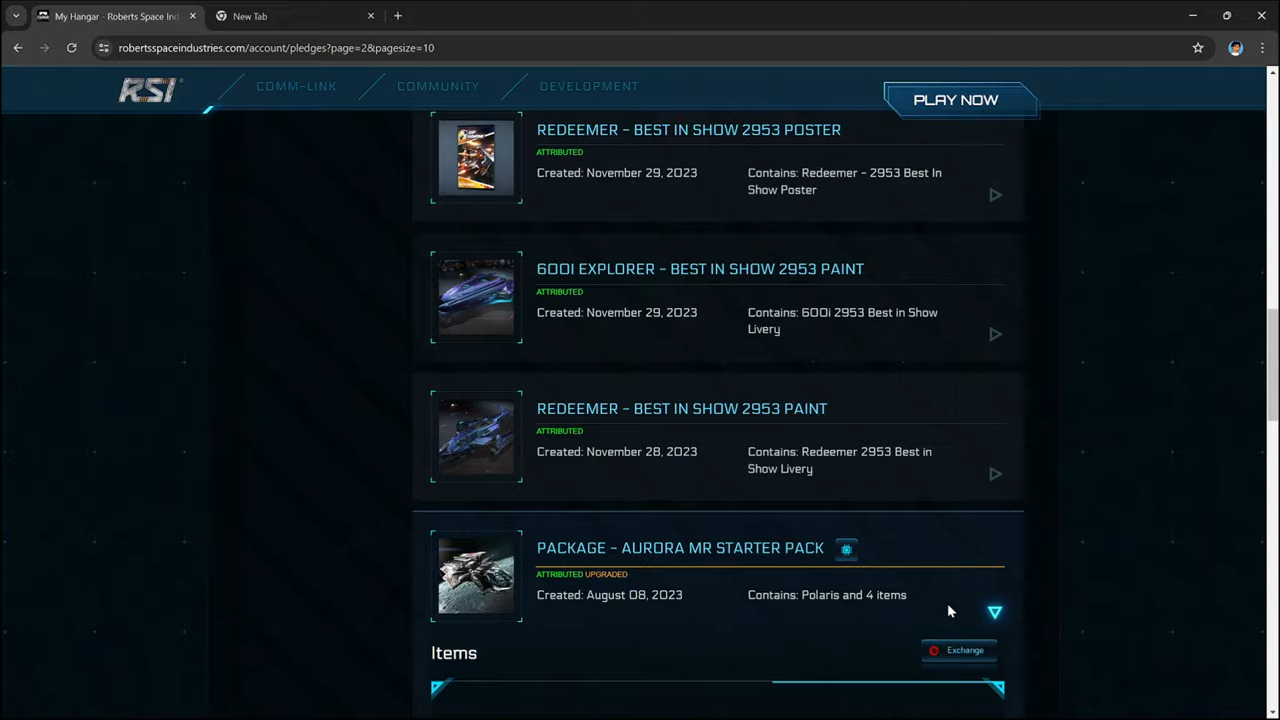 My Hangar - Roberts Space Ind
New Tab
robertsspaceindustries.com/account/pledges?page=2&pagesize=10
RSI
COMM-LINK
COMMUNITY
DEVELOPMENT
PLAY NOW
REDEEMER - BEST IN SHOW 2953 POSTER
ATTRIBUTED
Created: November 29, 2023
Contains: Redeemer - 2953 Best In
Show Poster
600I EXPLORER - BEST IN SHOW 2953 PAINT
ATTRIBUTED
Created: November 29, 2023
Contains: 600i 2953 Best in Show
Livery
REDEEMER - BEST IN SHOW 2953 PAINT
ATTRIBUTED
Created: November 28, 2023
Contains: Redeemer 2953 Best in
Show Livery
PACKAGE - AURORA MR STARTER PACK
ATTRIBUTED UPGRADED
Created: August 08, 2023
Contains: Polaris and 4 items
Items
Exchange